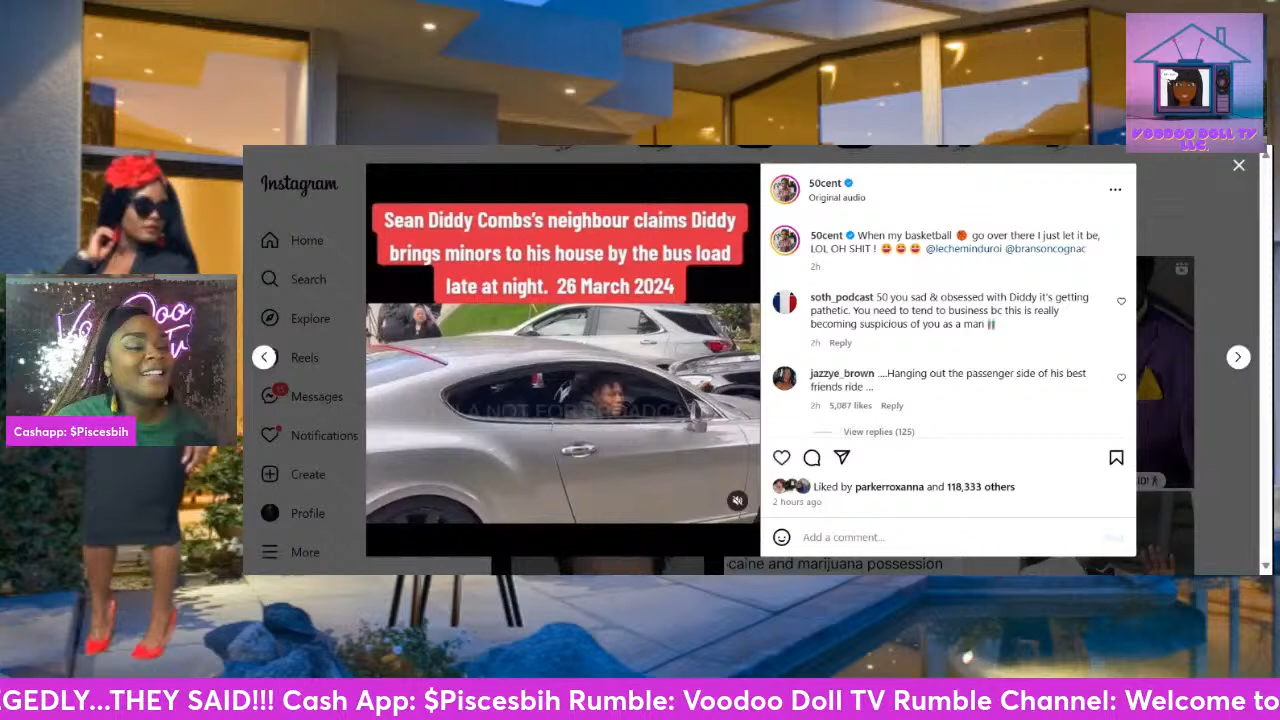 VOODOO DOLL TV
LLC.
Instagram
Home
Search
Explore
Reels
Messages
Notifications
Create
Profile
More
Sean Diddy Combs's neighbour claims Diddy
brings minors to his house by the bus load
late at night. 26 March 2024
50cent
Original audio
50cent When my basketball 🏀 go over there I just let it be,
LOL OH SHIT ! 🤣 🤣 🤣 @lecheminduroi @bransoncognac
2h
soth_podcast 50 you sad & obsessed with Diddy it's getting
pathetic. You need to tend to business bc this is really
becoming suspicious of you as a man
2h Reply
jazzye_brown ....Hanging out the passenger side of his best
friends ride ...
2h 5,087 likes Reply
View replies (125)
Liked by parkerroxanna and 118,333 others
2 hours ago
Add a comment...
caine and marijuana possession
Cashapp: $Piscesbih
EGEDLY...THEY SAID!!! Cash App: $Piscesbih Rumble: Voodoo Doll TV Rumble Channel: Welcome to